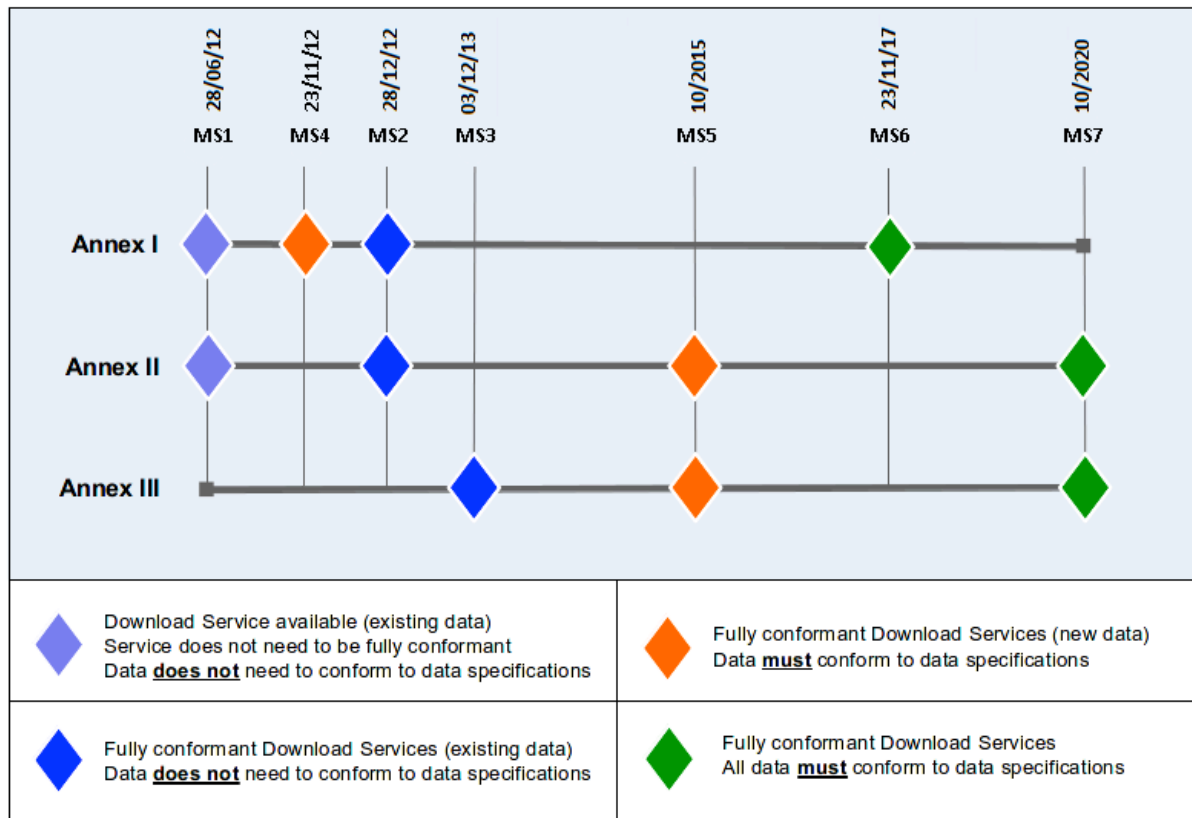 28/06/12
23/11/12
28/12/12
03/12/13
10/2015
23/11/17
10/2020
MS1
MS4
MS2
MS3
MS5
MS6
MS7
Annex I
Annex II
Annex III
Download Service available (existing data)
Service does not need to be fully conformant
Data does not need to conform to data specifications
Fully conformant Download Services (new data)
Data must conform to data specifications
Fully conformant Download Services (existing data)
Data does not need to conform to data specifications
Fully conformant Download Services
All data must conform to data specifications